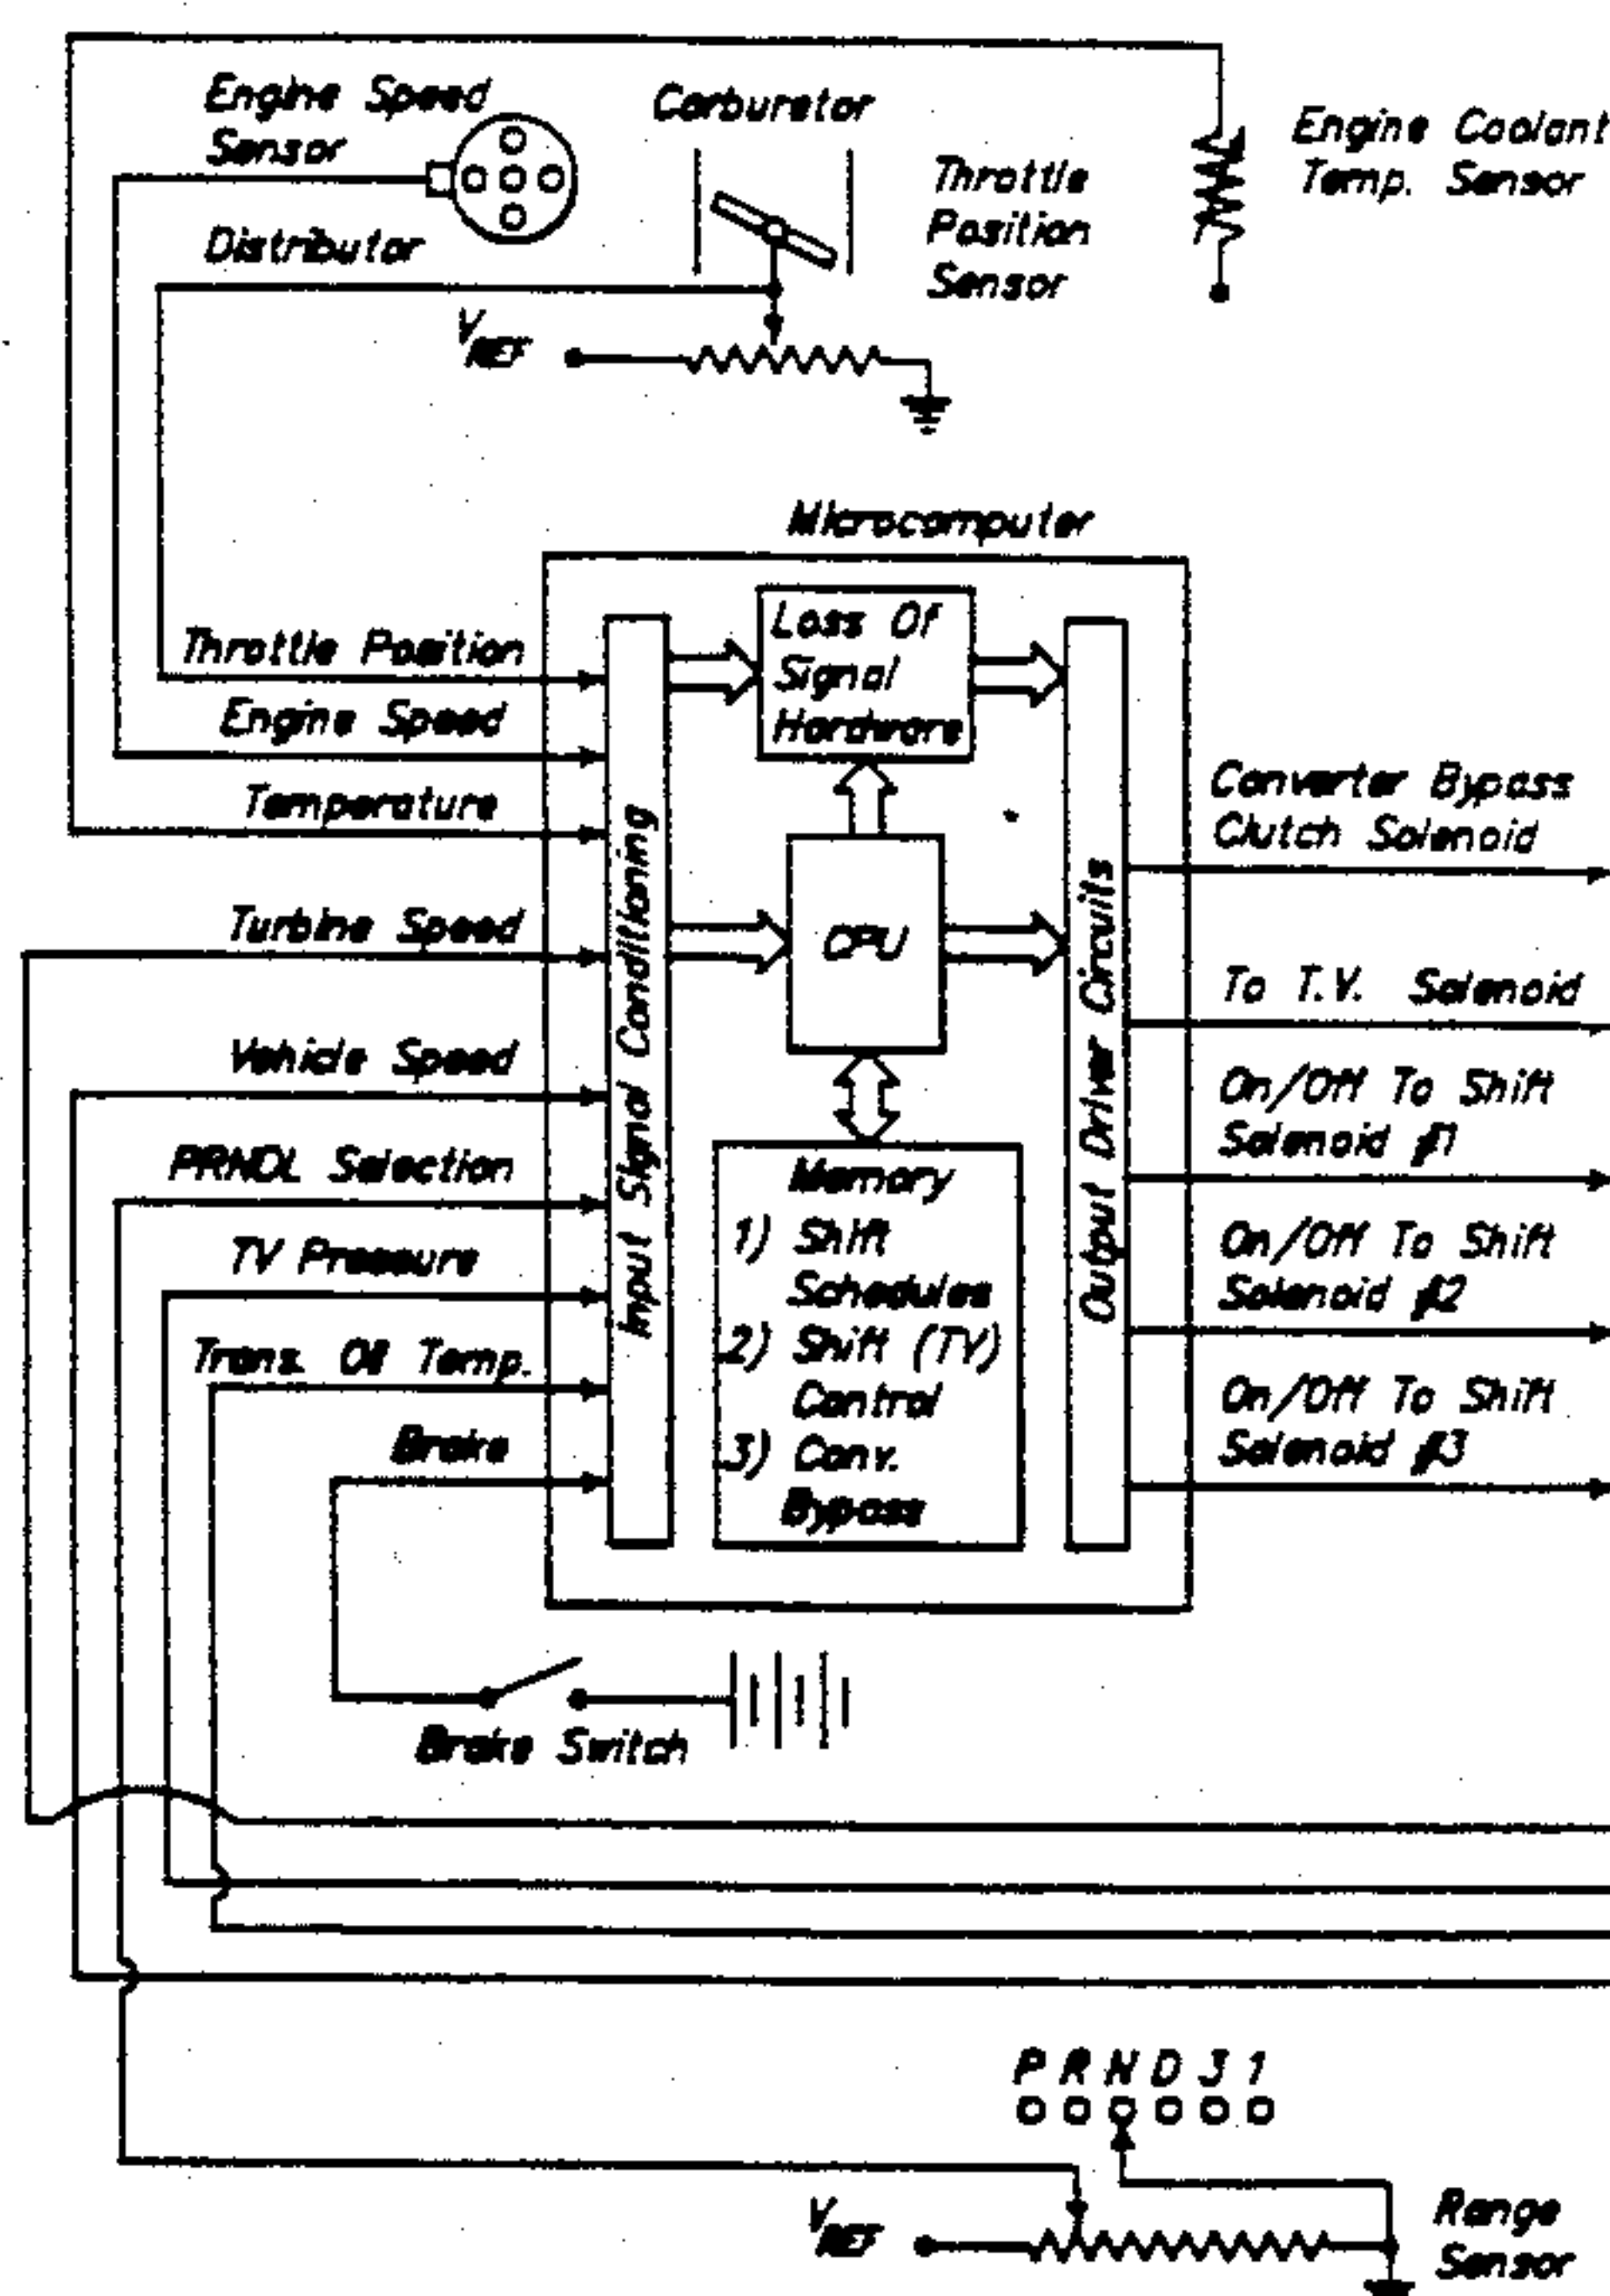 Engine Speed
Sensor
Distributor
Carburetor
Throttle
Position
Sensor
Engine Coolant
Temp. Sensor
VREF
Microcomputer
Throttle Position
Engine Speed
Temperature
Turbine Speed
Vehicle Speed
PRNDL Selection
TV Pressure
Trans. Oil Temp.
Brake
Input Signal Conditioning
Loss Of
Signal
Hardware
CPU
Memory
1) Shift
Schedules
2) Shift (TV)
Control
3) Conv.
Bypass
Output Driver Circuits
Converter Bypass
Clutch Solenoid
To T.V. Solenoid
On/Off To Shift
Solenoid #1
On/Off To Shift
Solenoid #2
On/Off To Shift
Solenoid #3
Brake Switch
P R N D 3 1
VREF
Range
Sensor